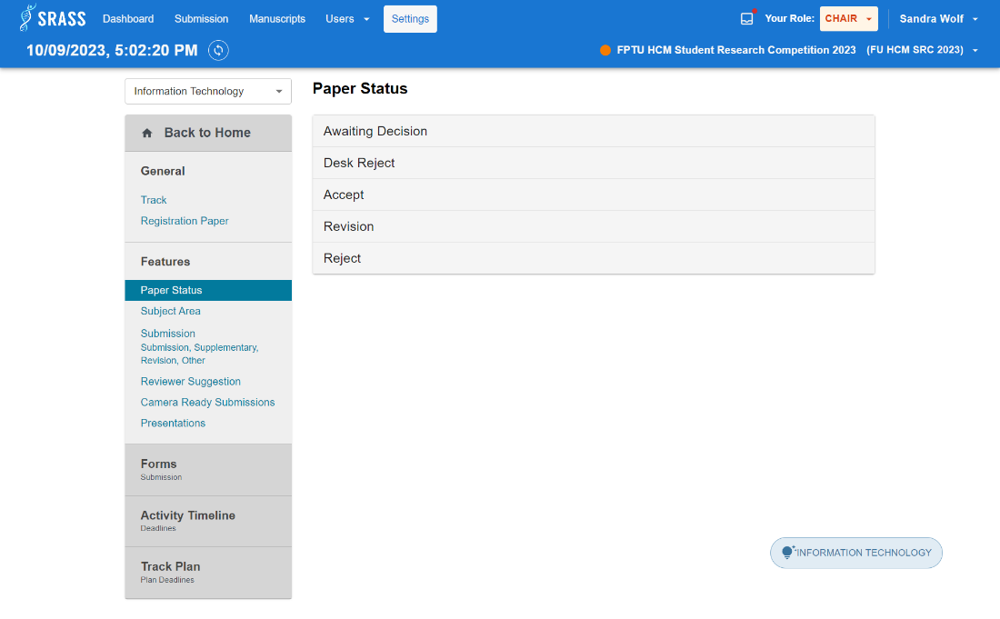 SRASS Dashboard Submission Manuscripts Users Settings Your Role: CHAIR Sandra Wolf
10/09/2023, 5:02:20 PM FPTU HCM Student Research Competition 2023 (FU HCM SRC 2023)
Information Technology
Paper Status
Back to Home
General
Track
Registration Paper
Features
Paper Status
Subject Area
Submission
Submission, Supplementary,
Revision, Other
Reviewer Suggestion
Camera Ready Submissions
Presentations
Forms
Submission
Activity Timeline
Deadlines
Track Plan
Plan Deadlines
Awaiting Decision
Desk Reject
Accept
Revision
Reject
INFORMATION TECHNOLOGY